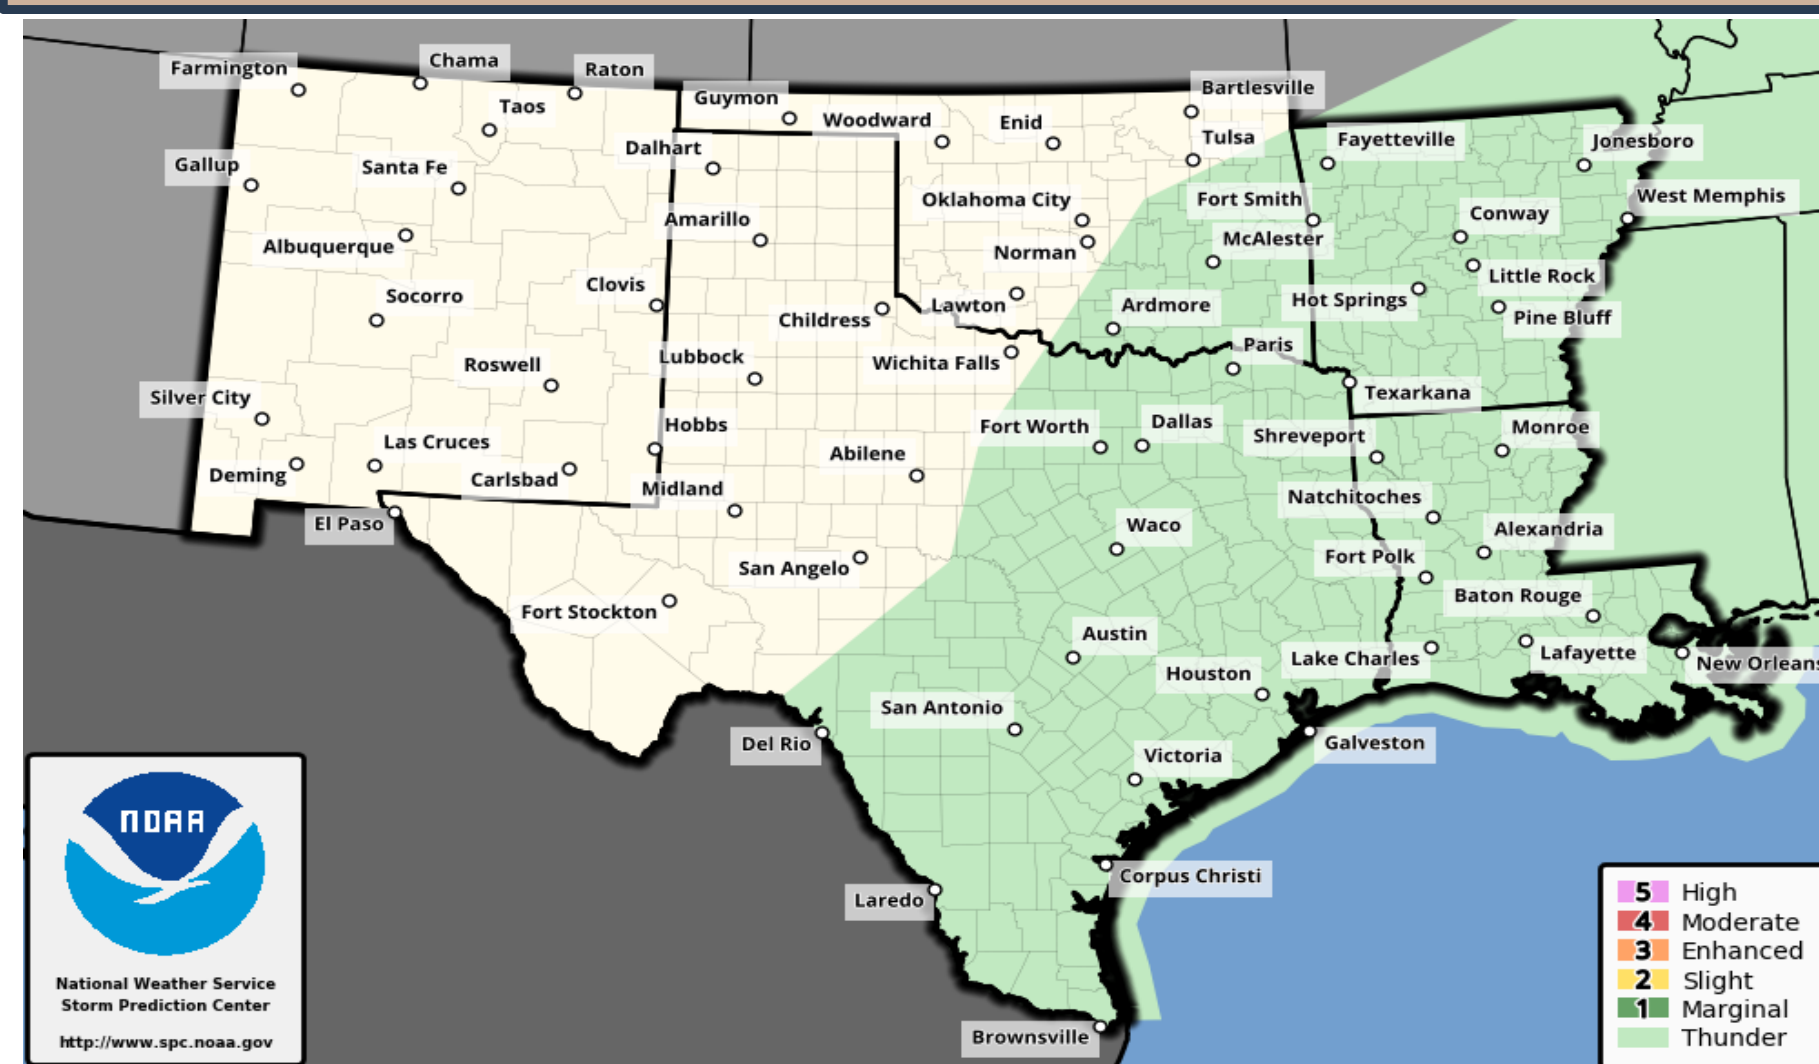 Farmington
Chama
Raton
Taos
Guymon
Woodward
Enid
Bartlesville
Tulsa
Fayetteville
Jonesboro
Gallup
Santa Fe
Dalhart
Oklahoma City
Fort Smith
West Memphis
Conway
Albuquerque
Amarillo
Norman
McAlester
Little Rock
Socorro
Clovis
Childress
Lawton
Ardmore
Hot Springs
Pine Bluff
Roswell
Lubbock
Wichita Falls
Paris
Texarkana
Silver City
Las Cruces
Hobbs
Fort Worth
Dallas
Shreveport
Monroe
Deming
Carlsbad
Midland
Abilene
Natchitoches
El Paso
Waco
Alexandria
San Angelo
Fort Polk
Fort Stockton
Baton Rouge
Austin
Lake Charles
Lafayette
New Orleans
Houston
San Antonio
Del Rio
Galveston
Victoria
Corpus Christi
Laredo
Brownsville
NOAA
National Weather Service
Storm Prediction Center
http://www.spc.noaa.gov
5 High
4 Moderate
3 Enhanced
2 Slight
1 Marginal
Thunder